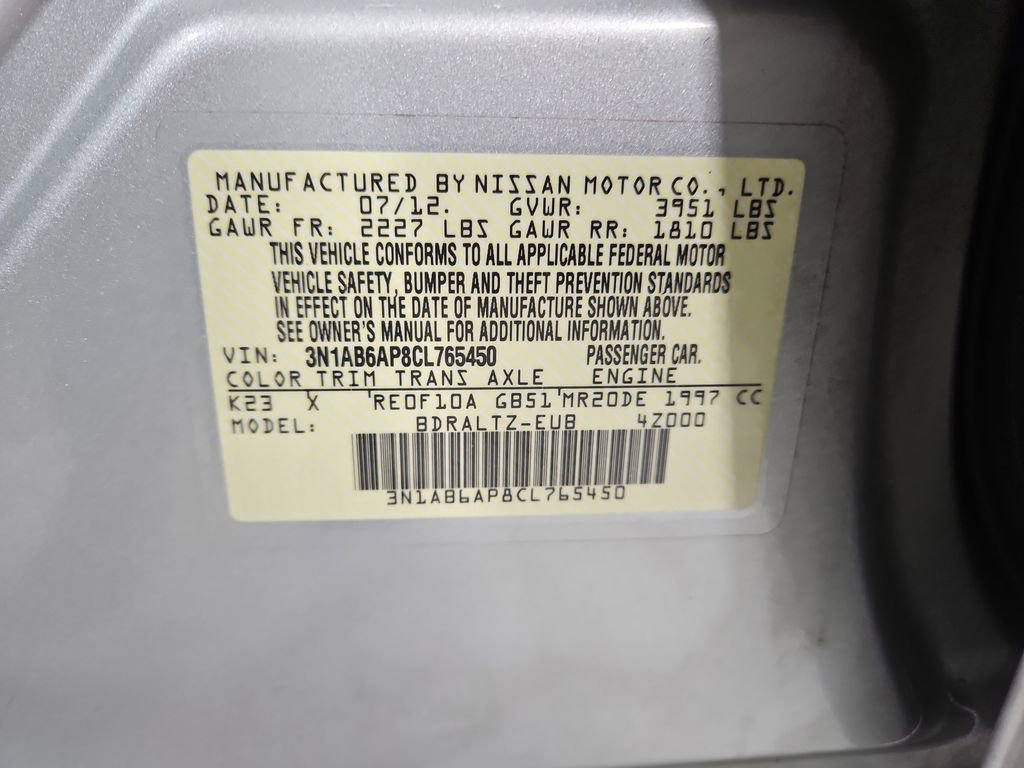 MANUFACTURED BY NISSAN MOTOR CO., LTD.
DATE: 07/12. GVWR: 3951 LBS
GAWR FR: 2227 LBS GAWR RR: 1810 LBS
THIS VEHICLE CONFORMS TO ALL APPLICABLE FEDERAL MOTOR
VEHICLE SAFETY, BUMPER AND THEFT PREVENTION STANDARDS
IN EFFECT ON THE DATE OF MANUFACTURE SHOWN ABOVE.
SEE OWNER'S MANUAL FOR ADDITIONAL INFORMATION.
VIN: 3N1AB6AP8CL765450 PASSENGER CAR.
COLOR TRIM TRANS AXLE ENGINE
K23 X RE0F10A GB51 MR20DE 1997 CC
MODEL: BDRALTZ-EUB 4Z000
3N1AB6AP8CL765450